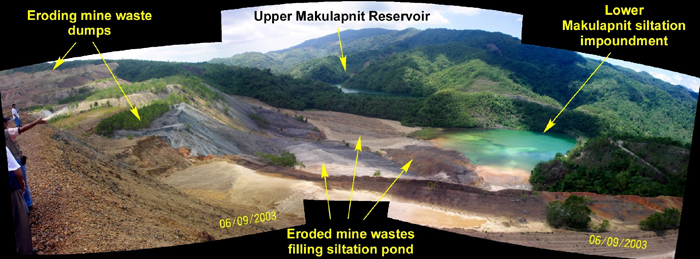 Eroding mine waste
dumps
Upper Makulapnit Reservoir
Lower
Makulapnit siltation
impoundment
06/09/2003
Eroded mine wastes
filling siltation pond
06/09/2003